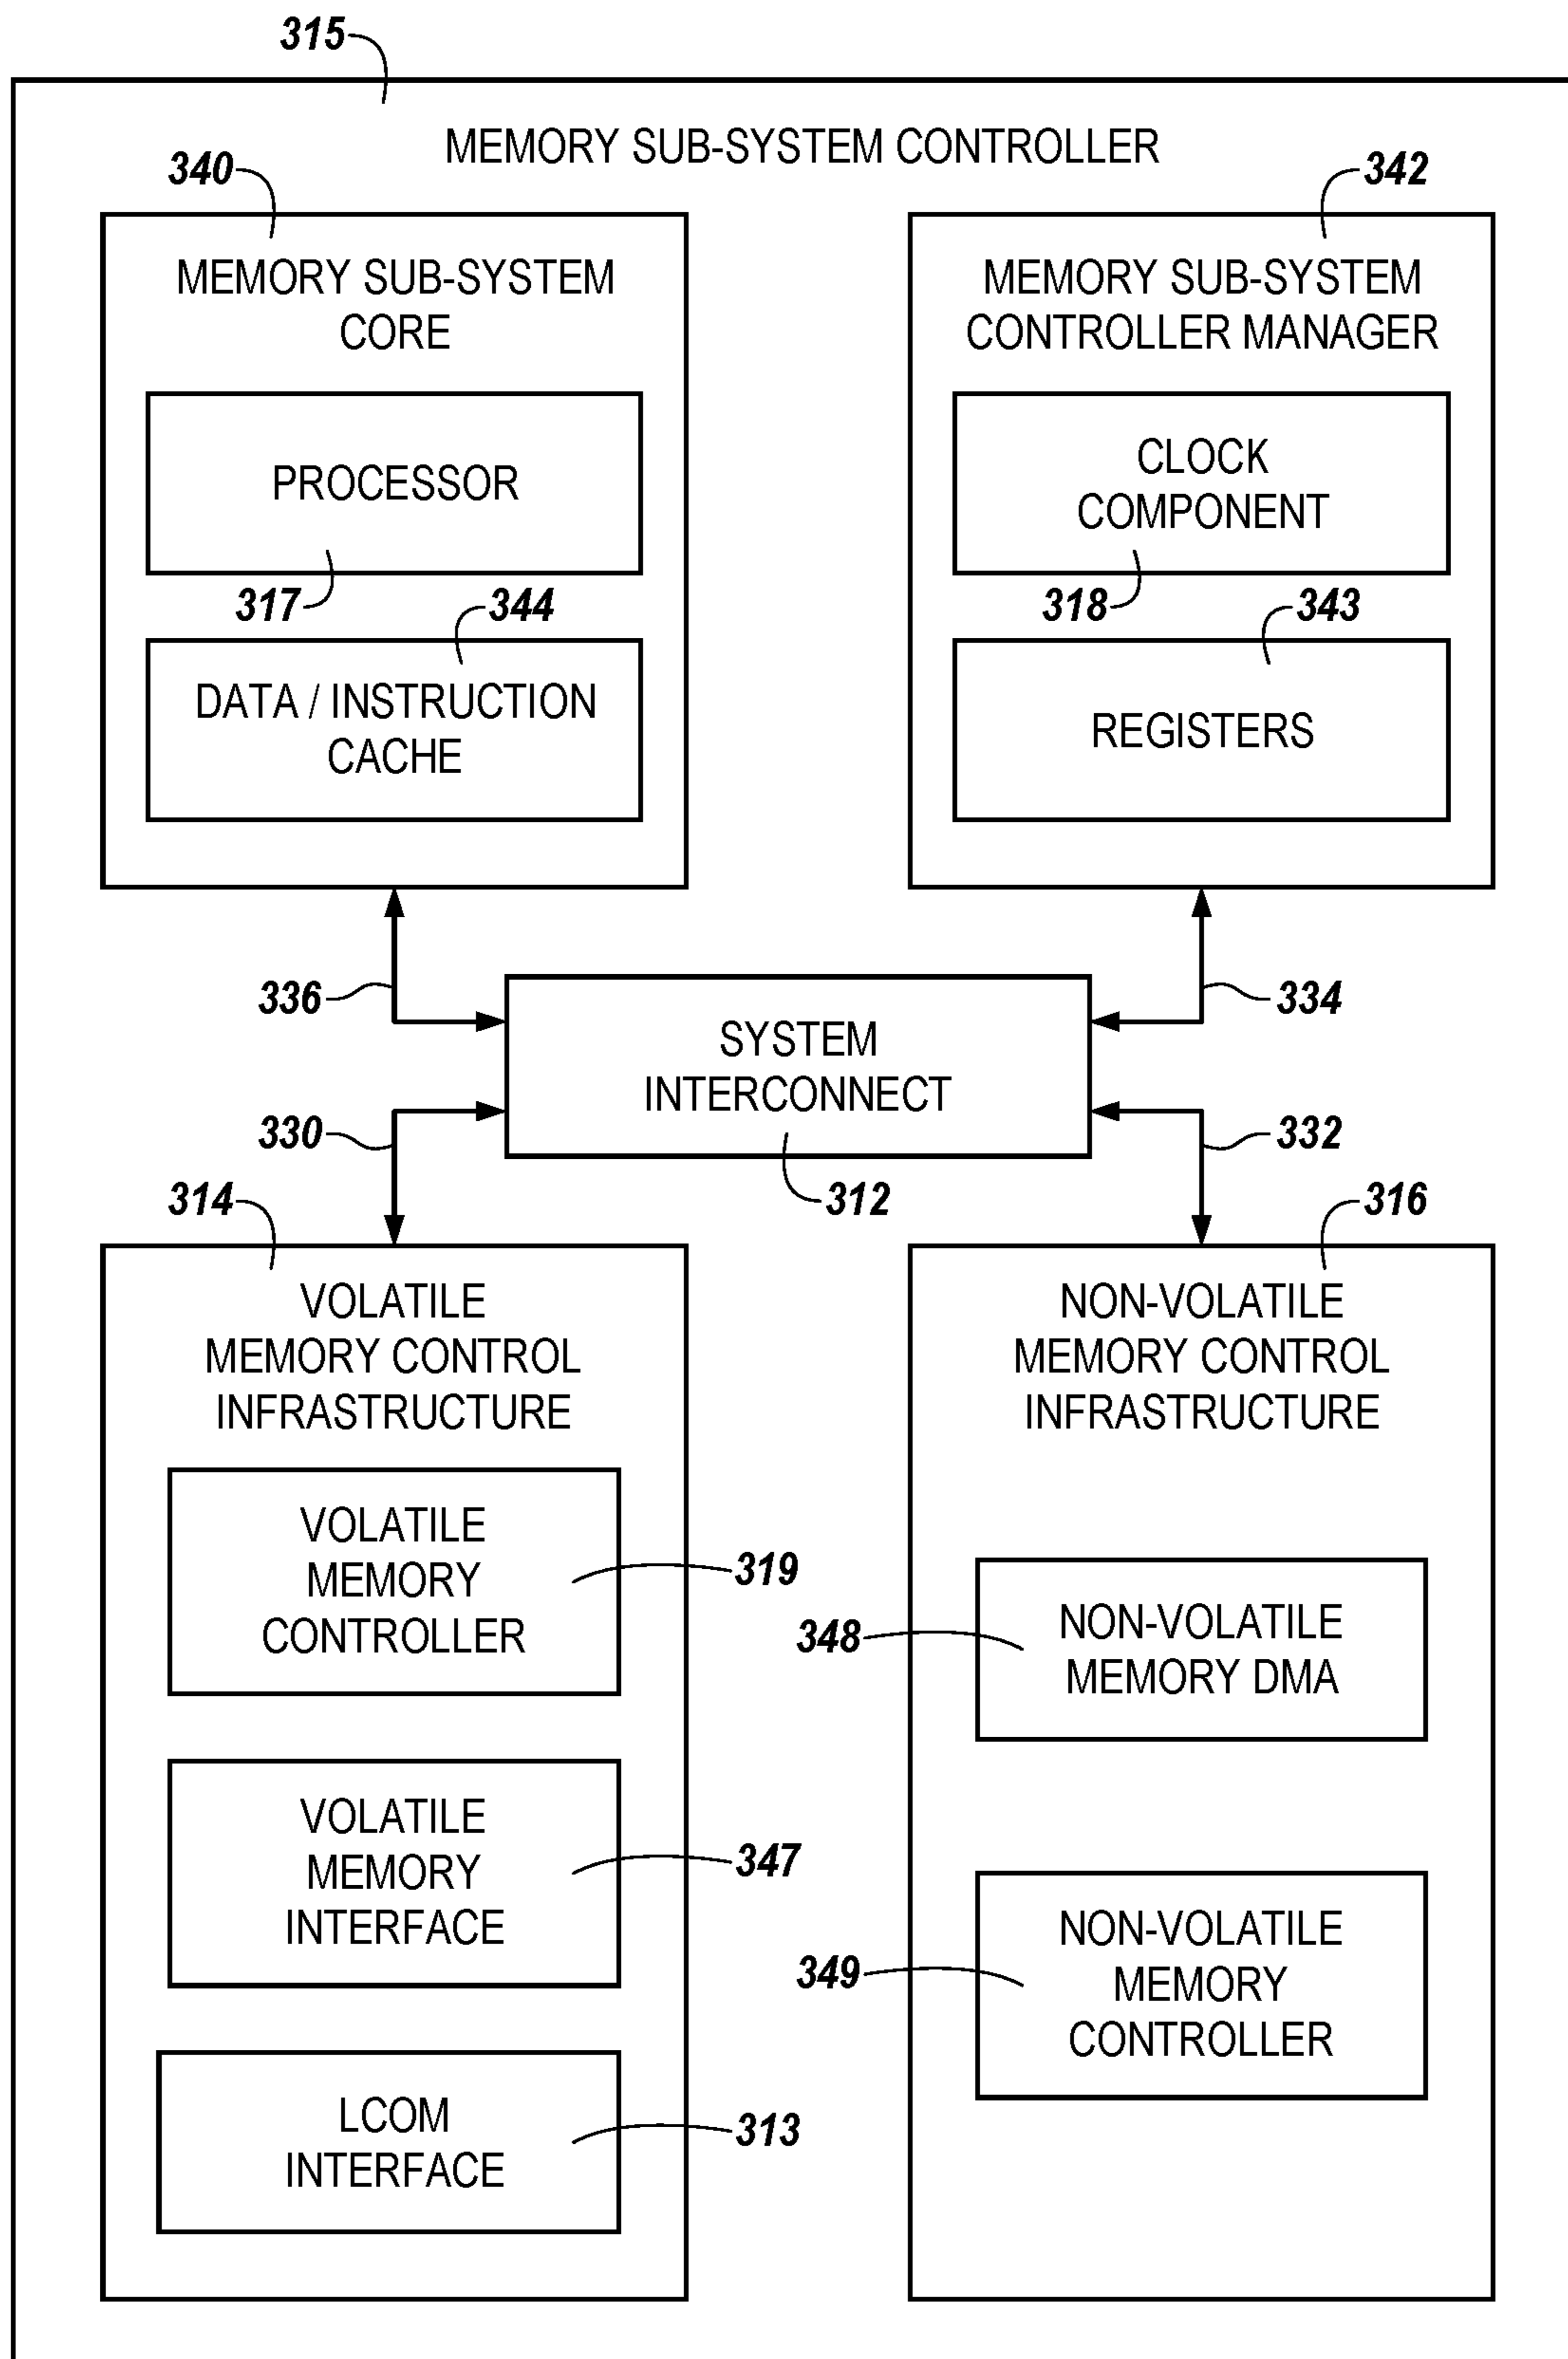 315
MEMORY SUB-SYSTEM CONTROLLER
340
342
MEMORY SUB-SYSTEM
CORE
PROCESSOR
317
344
DATA / INSTRUCTION
CACHE
MEMORY SUB-SYSTEM
CONTROLLER MANAGER
CLOCK
COMPONENT
318
343
REGISTERS
336
334
SYSTEM
INTERCONNECT
330
332
312
314
316
VOLATILE
MEMORY CONTROL
INFRASTRUCTURE
VOLATILE
MEMORY
CONTROLLER
319
VOLATILE
MEMORY
INTERFACE
347
LCOM
INTERFACE
313
NON-VOLATILE
MEMORY CONTROL
INFRASTRUCTURE
348
NON-VOLATILE
MEMORY DMA
349
NON-VOLATILE
MEMORY
CONTROLLER